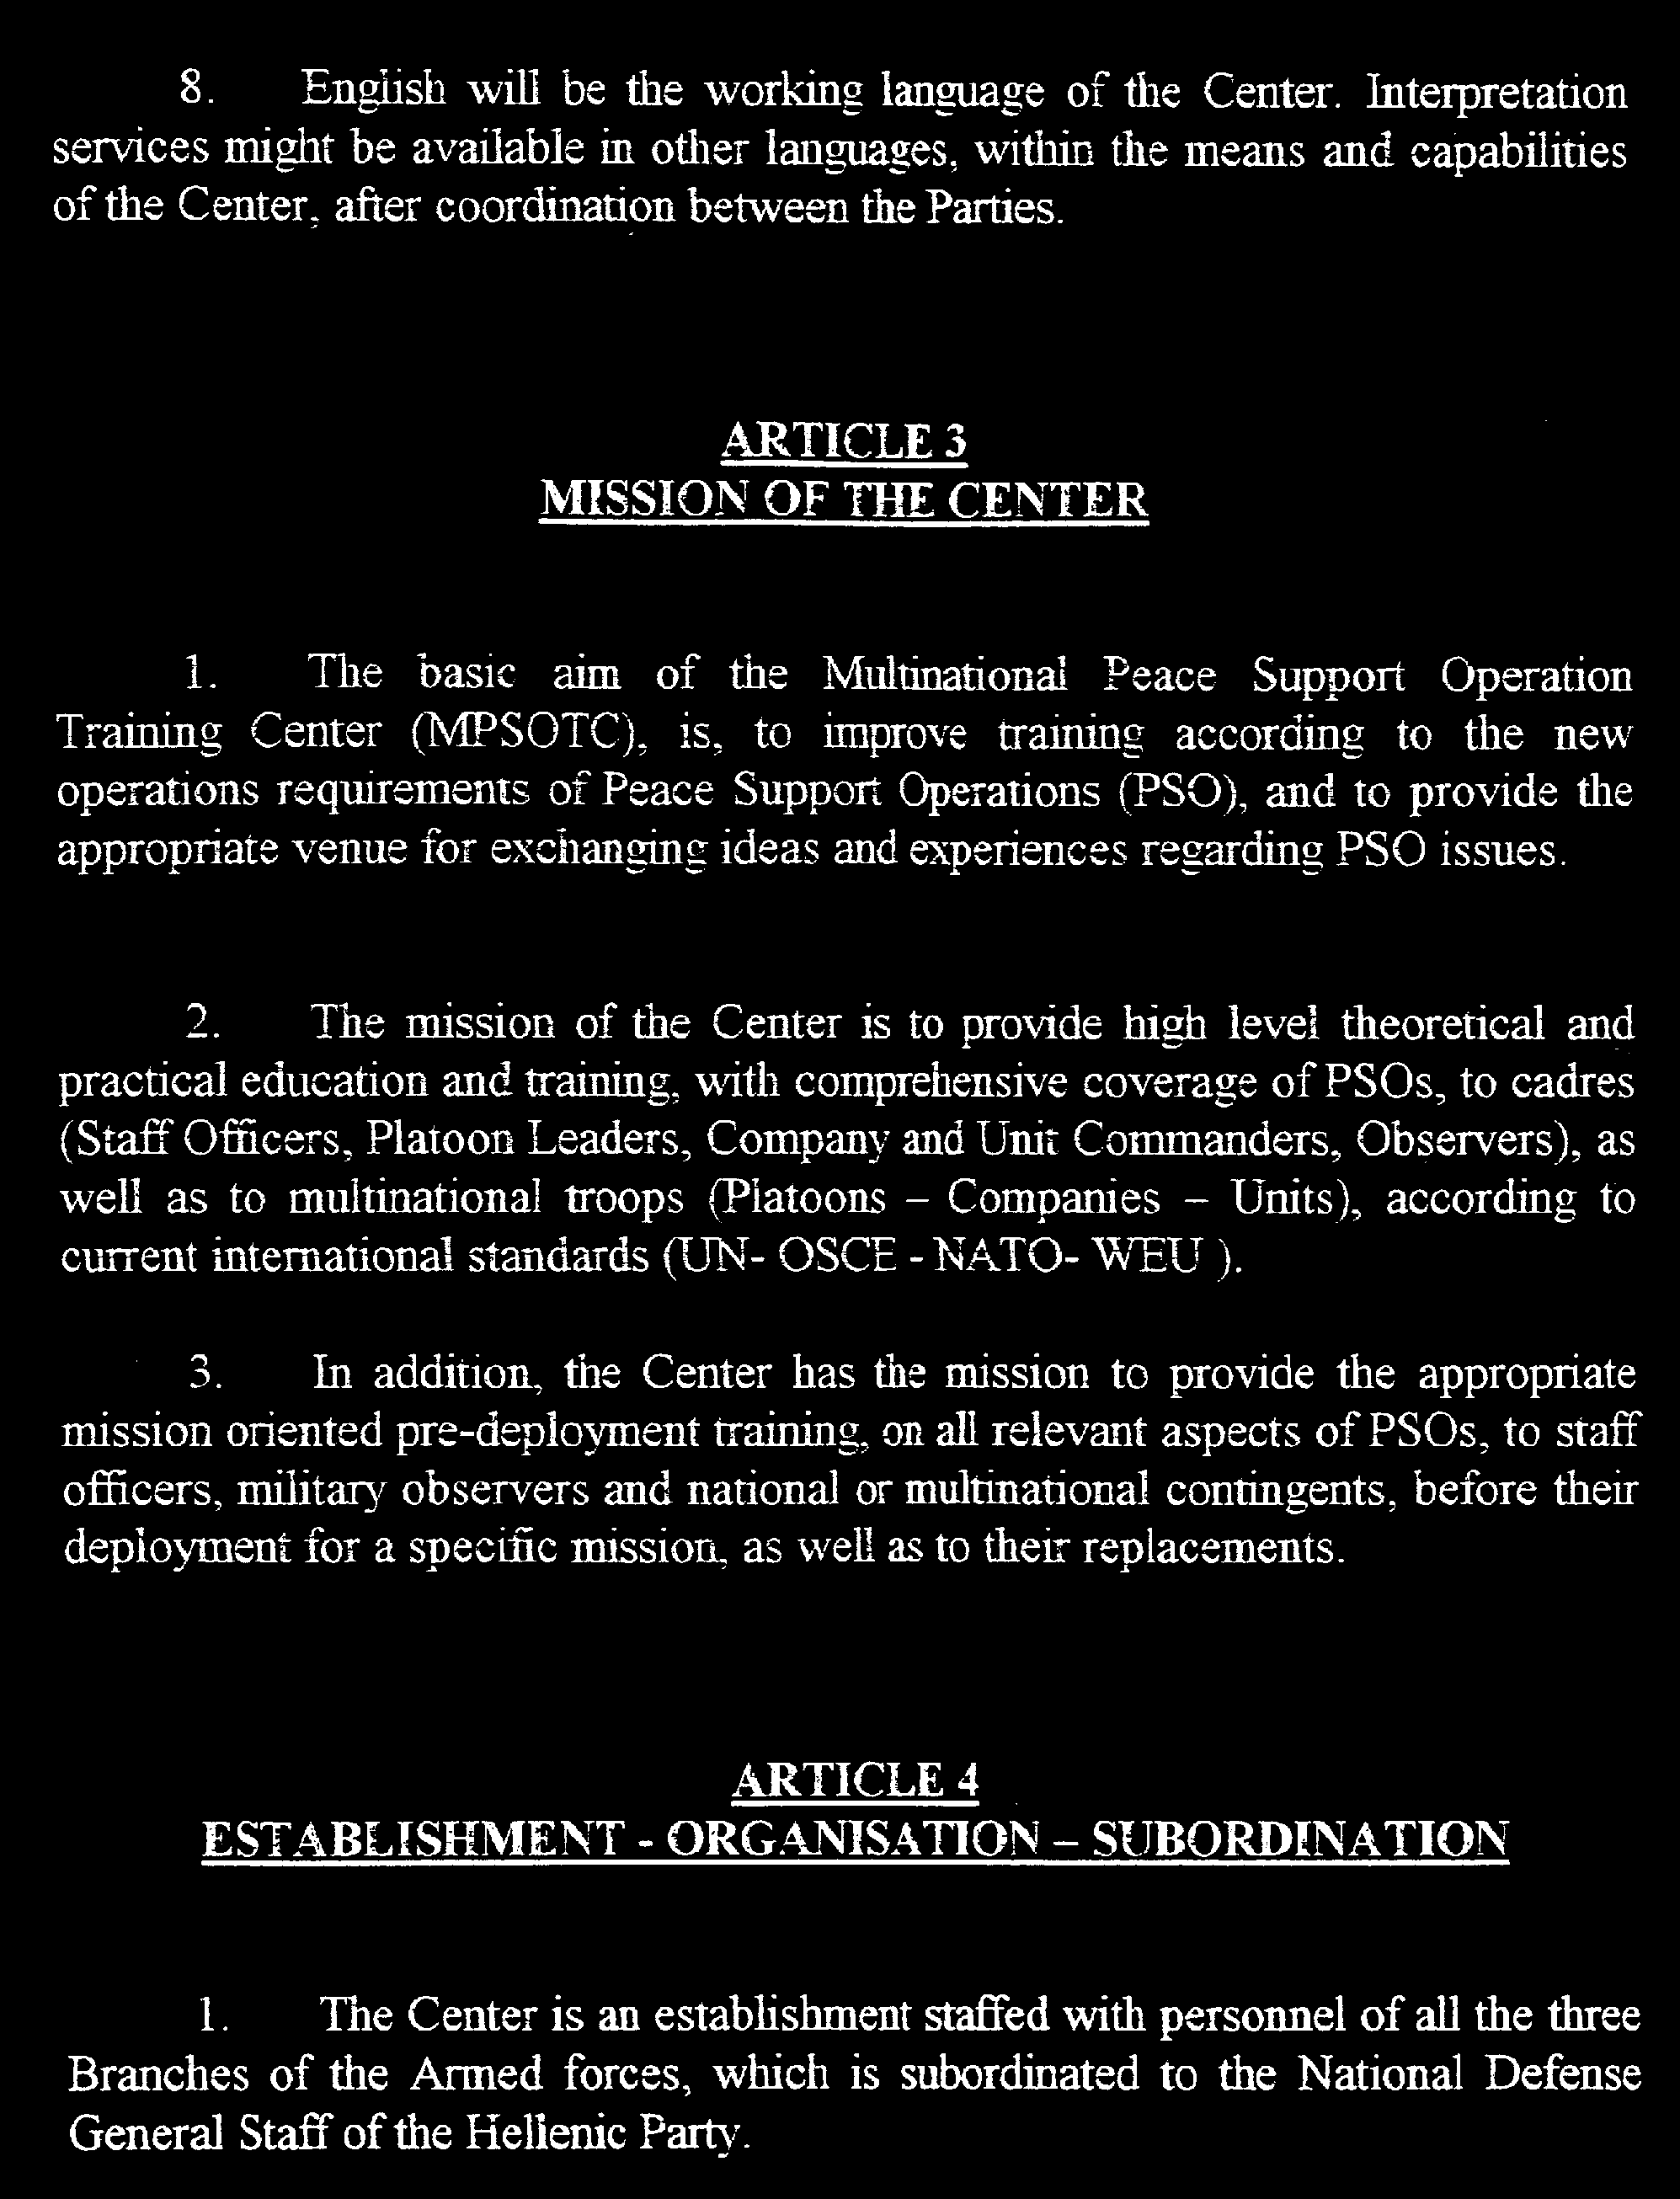 8. English will be the working language of the Center. Interpretation
services might be available in other languages, within the means and capabilities
of the Center, after coordination between the Parties.
ARTICLE 3
MISSION OF THE CENTER
1. The basic aim of the Multinational Peace Support Operation
Training Center (MPSOTC), is, to improve training according to the new
operations requirements of Peace Support Operations (PSO), and to provide the
appropriate venue for exchanging ideas and experiences regarding PSO issues.
2. The mission of the Center is to provide high level theoretical and
practical education and training, with comprehensive coverage of PSOs, to cadres
(Staff Officers, Platoon Leaders, Company and Unit Commanders, Observers), as
well as to multinational troops (Platoons – Companies – Units), according to
current international standards (UN- OSCE - NATO- WEU ).
3. In addition, the Center has the mission to provide the appropriate
mission oriented pre-deployment training, on all relevant aspects of PSOs, to staff
officers, military observers and national or multinational contingents, before their
deployment for a specific mission, as well as to their replacements.
ARTICLE 4
ESTABLISHMENT - ORGANISATION – SUBORDINATION
1. The Center is an establishment staffed with personnel of all the three
Branches of the Armed forces, which is subordinated to the National Defense
General Staff of the Hellenic Party.